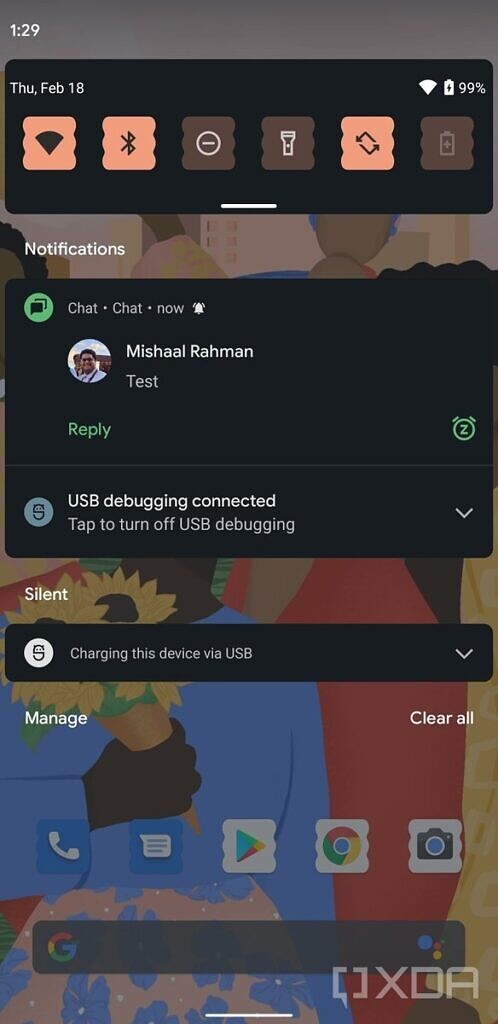 1:29
Thu, Feb 18
99%
Notifications
Chat • Chat • now
Mishaal Rahman
Test
Reply
USB debugging connected
Tap to turn off USB debugging
Silent
Charging this device via USB
Manage
Clear all
XDA